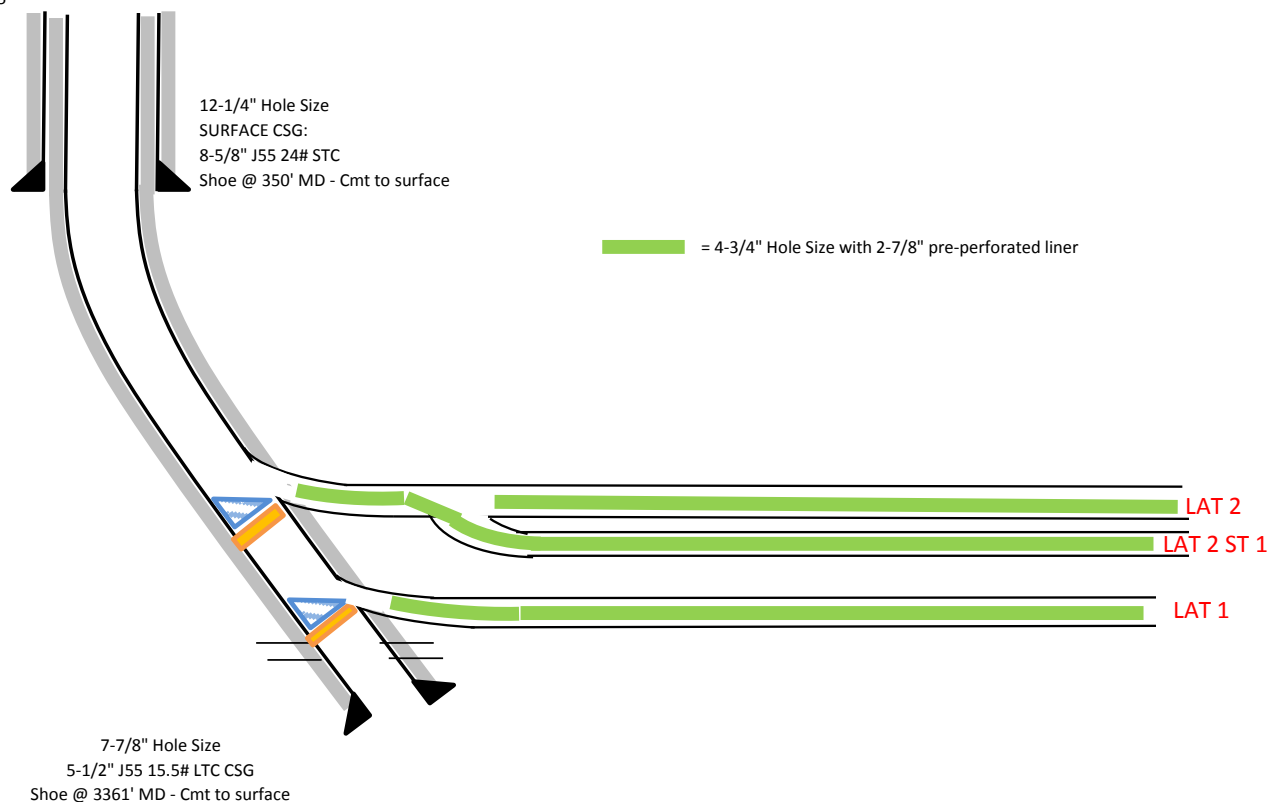 12-1/4" Hole Size
SURFACE CSG:
8-5/8" J55 24# STC
Shoe @ 350' MD - Cmt to surface
= 4-3/4" Hole Size with 2-7/8" pre-perforated liner
LAT 2
LAT 2 ST 1
LAT 1
7-7/8" Hole Size
5-1/2" J55 15.5# LTC CSG
Shoe @ 3361' MD - Cmt to surface